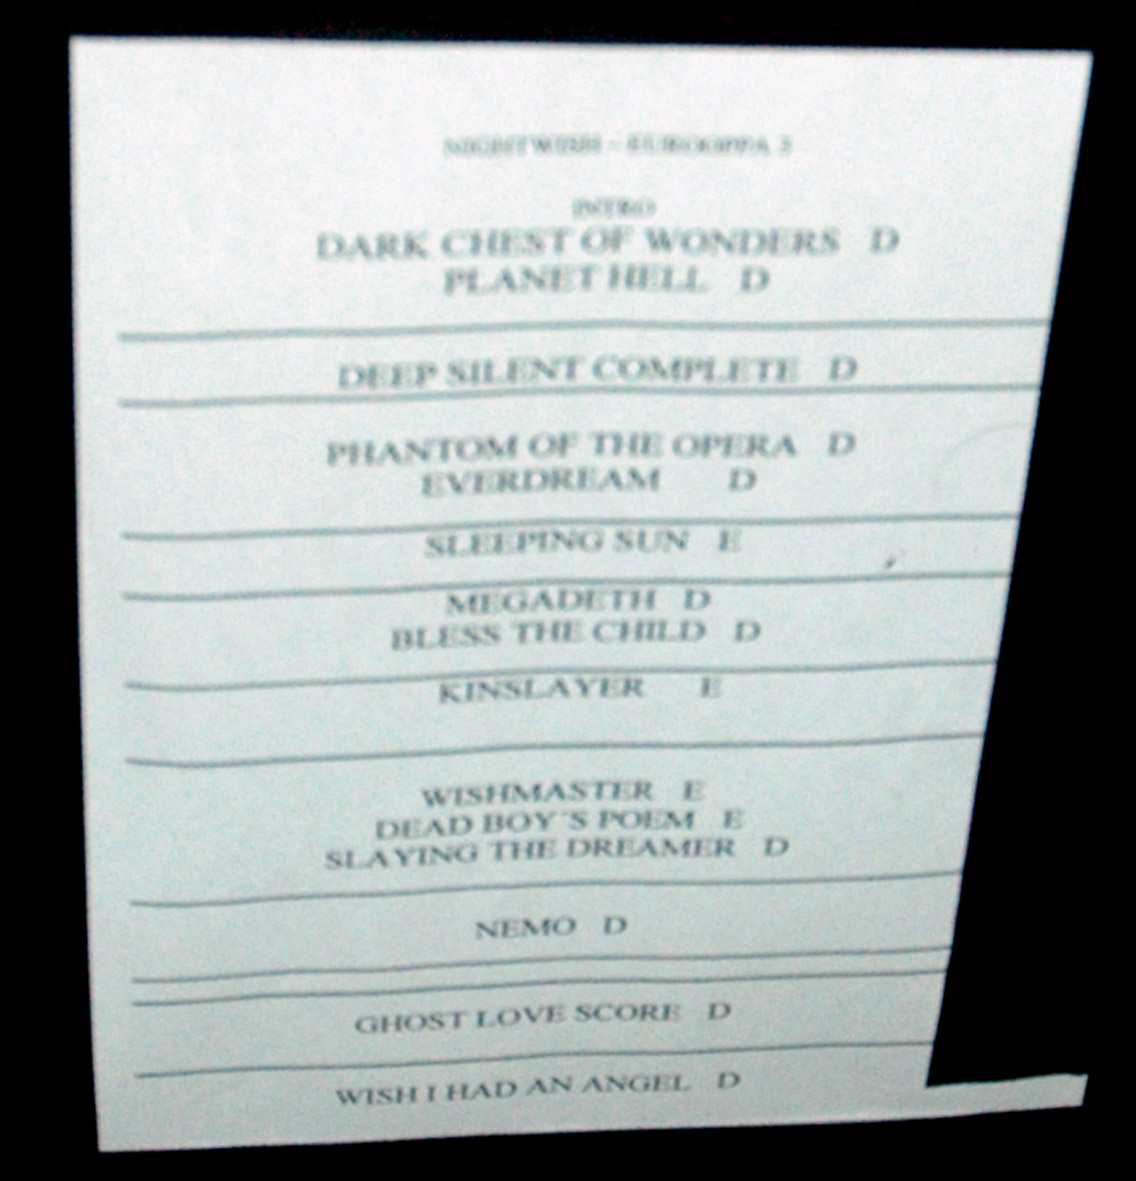 NIGHTWISH - EUROOPPA 3
INTRO
DARK CHEST OF WONDERS D
PLANET HELL D
DEEP SILENT COMPLETE D
PHANTOM OF THE OPERA D
EVERDREAM D
SLEEPING SUN E
MEGADETH D
BLESS THE CHILD D
KINSLAYER E
WISHMASTER E
DEAD BOY´S POEM E
SLAYING THE DREAMER D
NEMO D
GHOST LOVE SCORE D
WISH I HAD AN ANGEL D